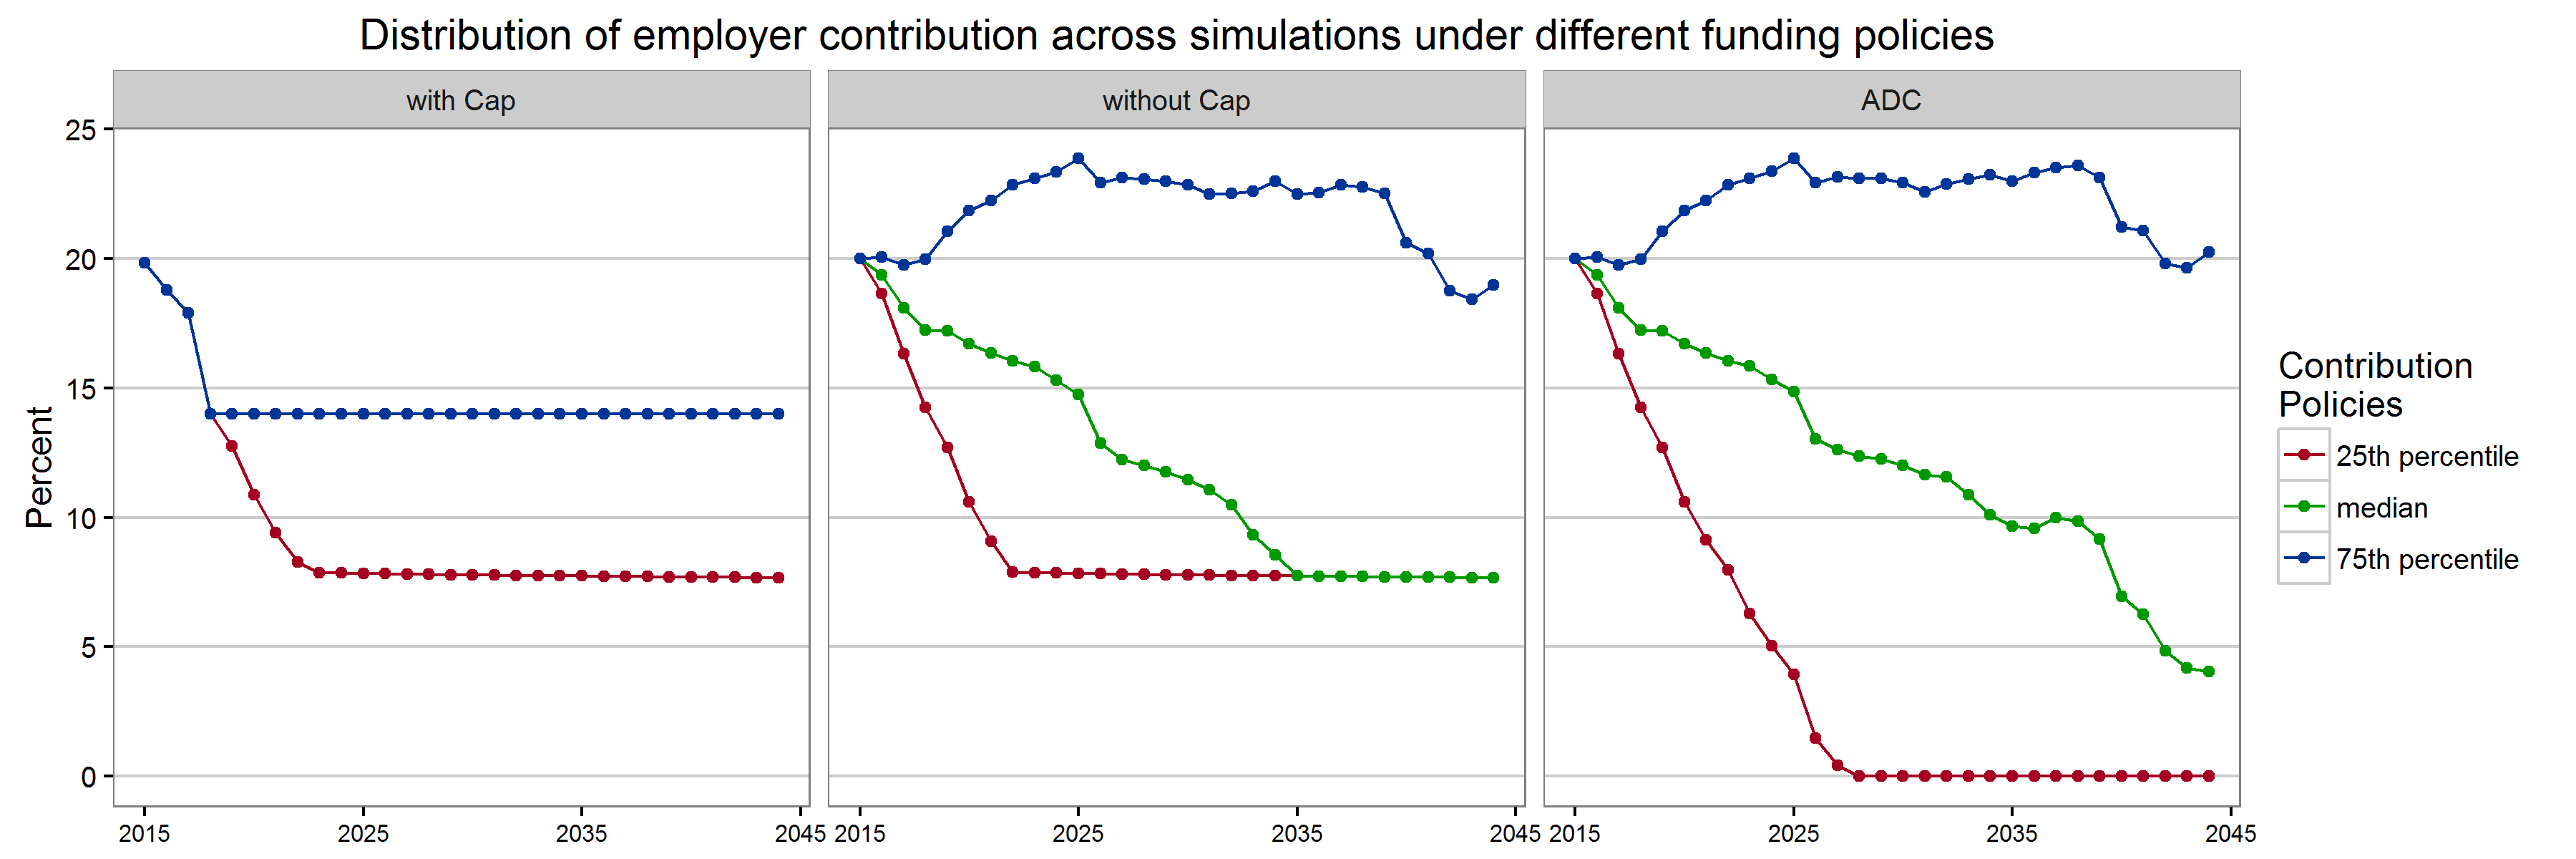 Distribution of employer contribution across simulations under different funding policies
with Cap
without Cap
ADC
Percent
25
20
15
10
5
0
2015 2025 2035 2045
2015 2025 2035 2045
2015 2025 2035 2045
Contribution
Policies
25th percentile
median
75th percentile